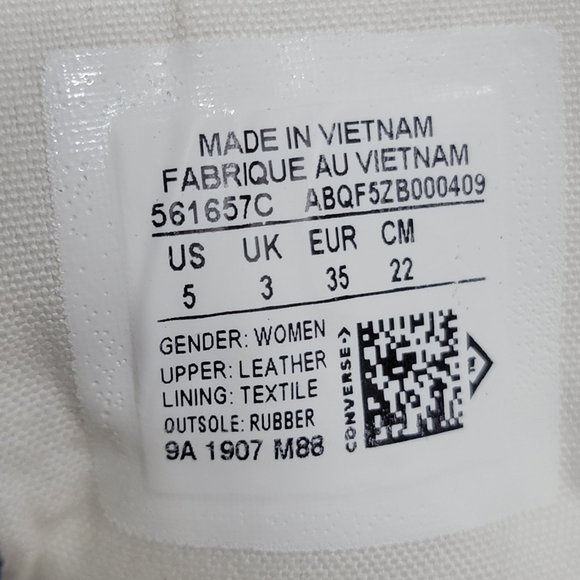 MADE IN VIETNAM
FABRIQUE AU VIETNAM
561657C ABQF5ZB000409
US UK EUR CM
5 3 35 22
GENDER: WOMEN
UPPER: LEATHER
LINING: TEXTILE
OUTSOLE: RUBBER
9A 1907 M88
CONVERSE